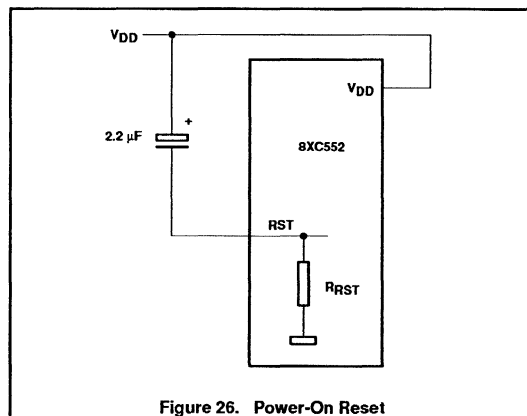 VDD
VDD
+
2.2 μF
8XC552
RST
RRST
Figure 26. Power-On Reset